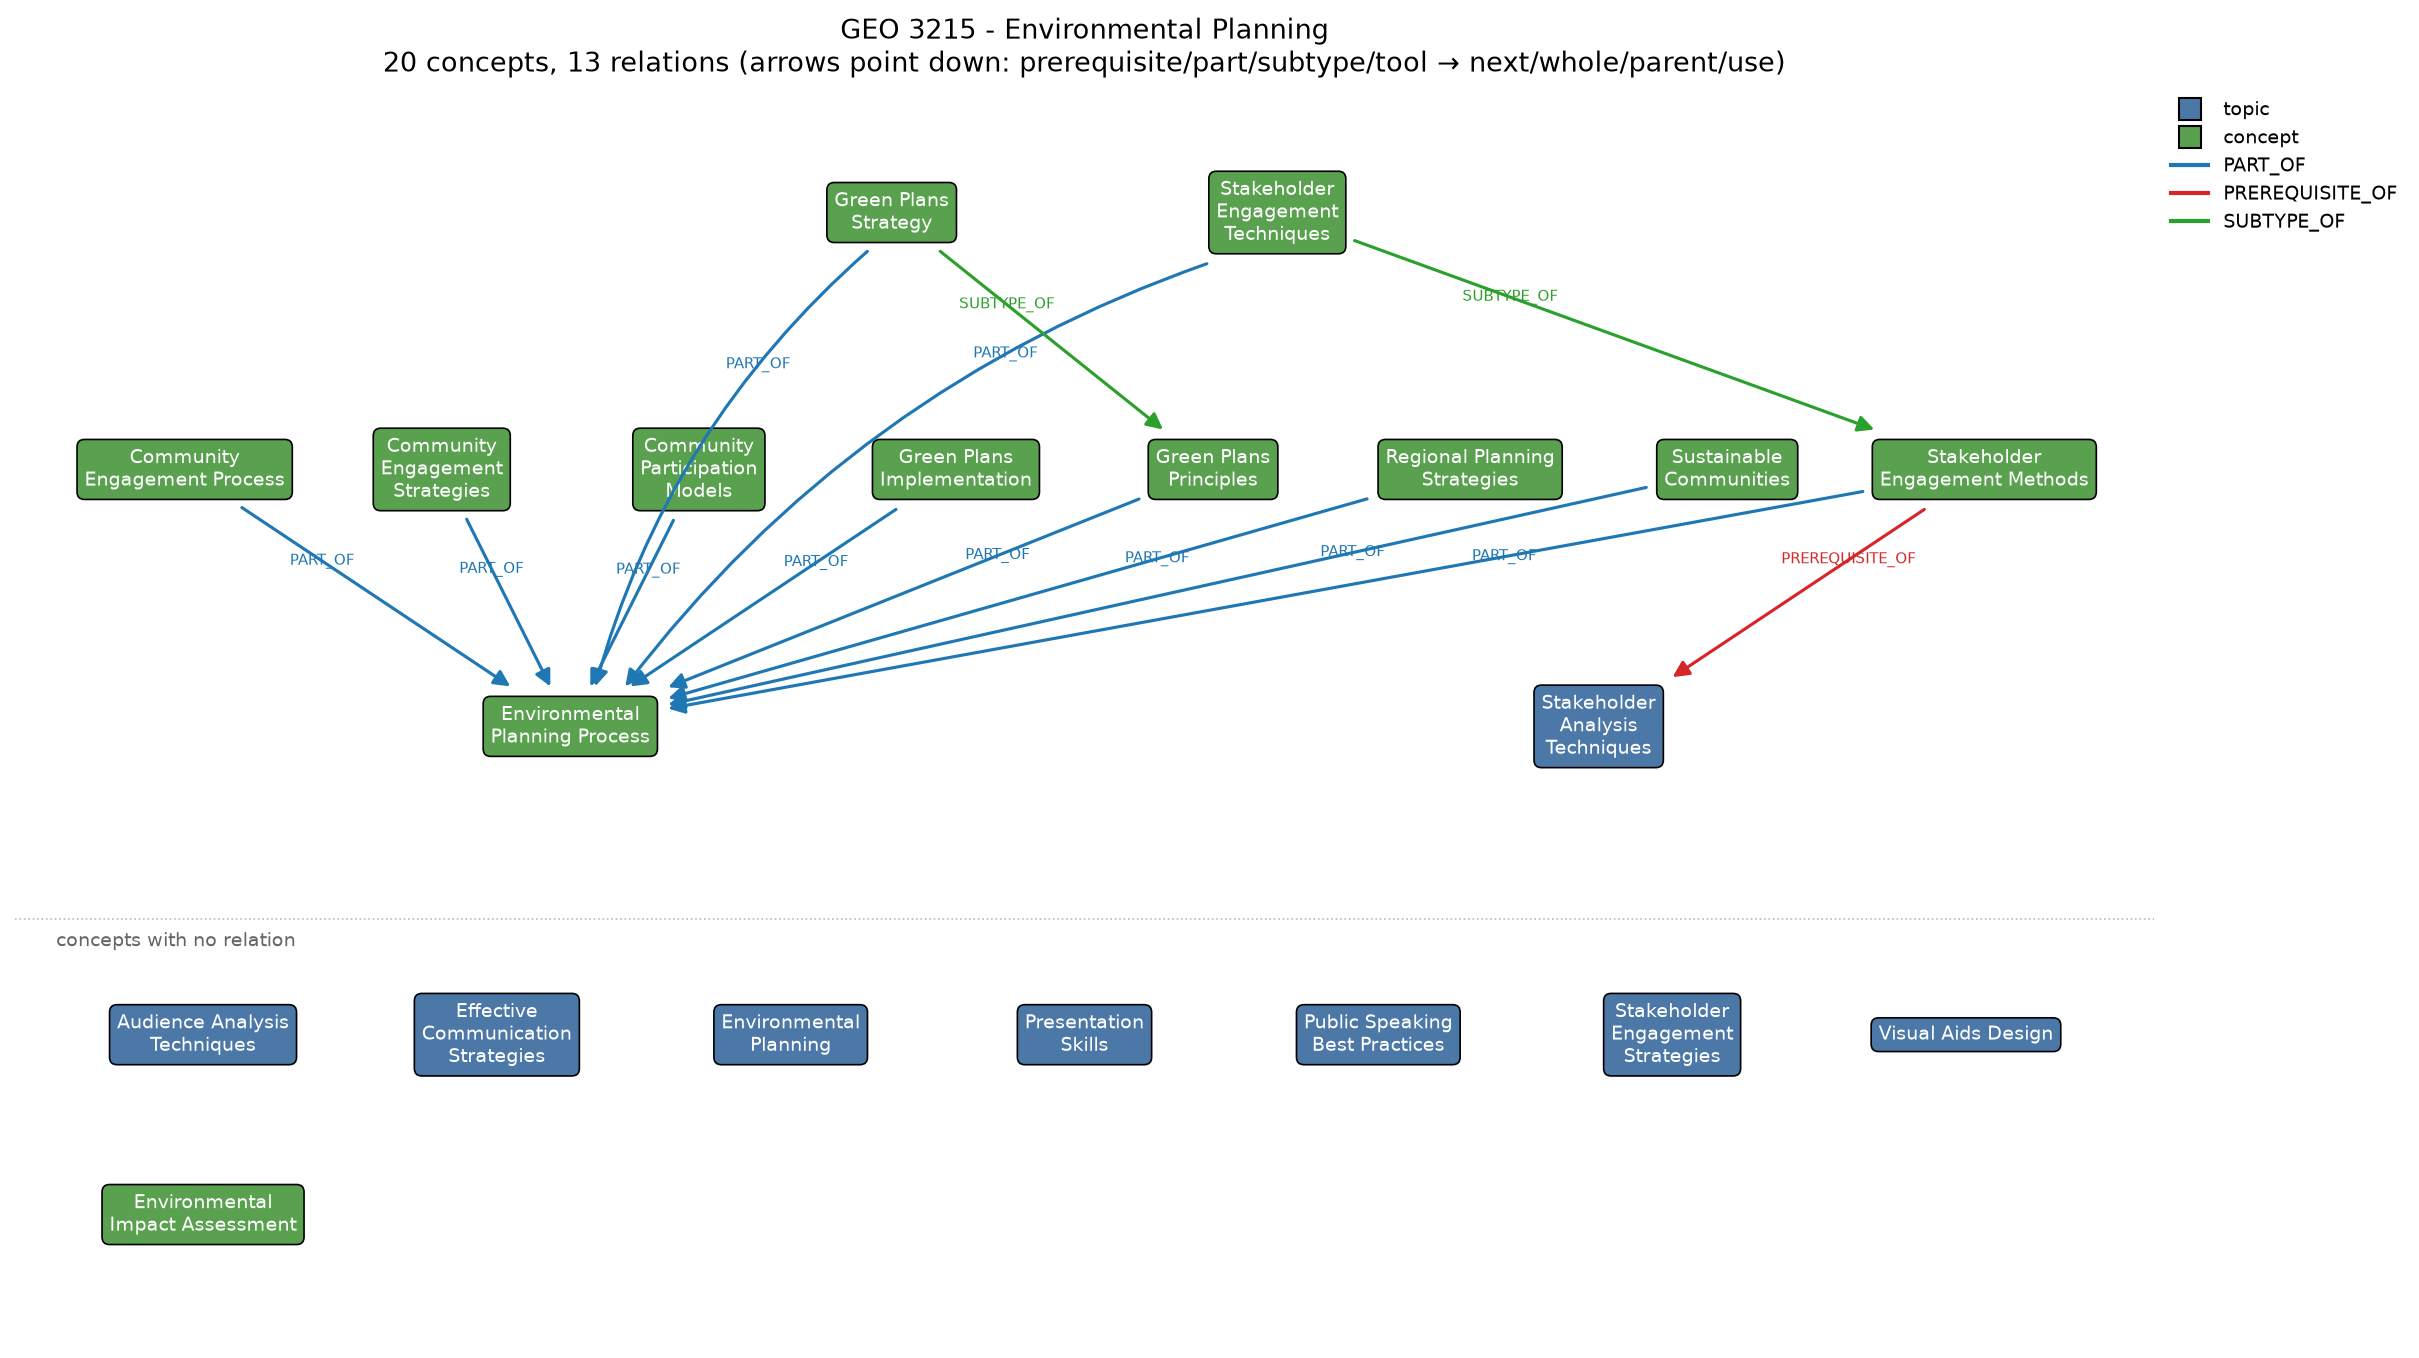 GEO 3215 - Environmental Planning
20 concepts, 13 relations (arrows point down: prerequisite/part/subtype/tool → next/whole/parent/use)
topic
concept
PART_OF
PREREQUISITE_OF
SUBTYPE_OF
Green Plans
Strategy
Stakeholder
Engagement
Techniques
SUBTYPE_OF
SUBTYPE_OF
PART_OF
PART_OF
Community
Engagement Process
Community
Engagement
Strategies
Community
Participation
Models
Green Plans
Implementation
Green Plans
Principles
Regional Planning
Strategies
Sustainable
Communities
Stakeholder
Engagement Methods
PART_OF
PART_OF
PART_OF
PART_OF
PART_OF
PART_OF
PART_OF
PART_OF
PREREQUISITE_OF
Environmental
Planning Process
Stakeholder
Analysis
Techniques
concepts with no relation
Audience Analysis
Techniques
Effective
Communication
Strategies
Environmental
Planning
Presentation
Skills
Public Speaking
Best Practices
Stakeholder
Engagement
Strategies
Visual Aids Design
Environmental
Impact Assessment